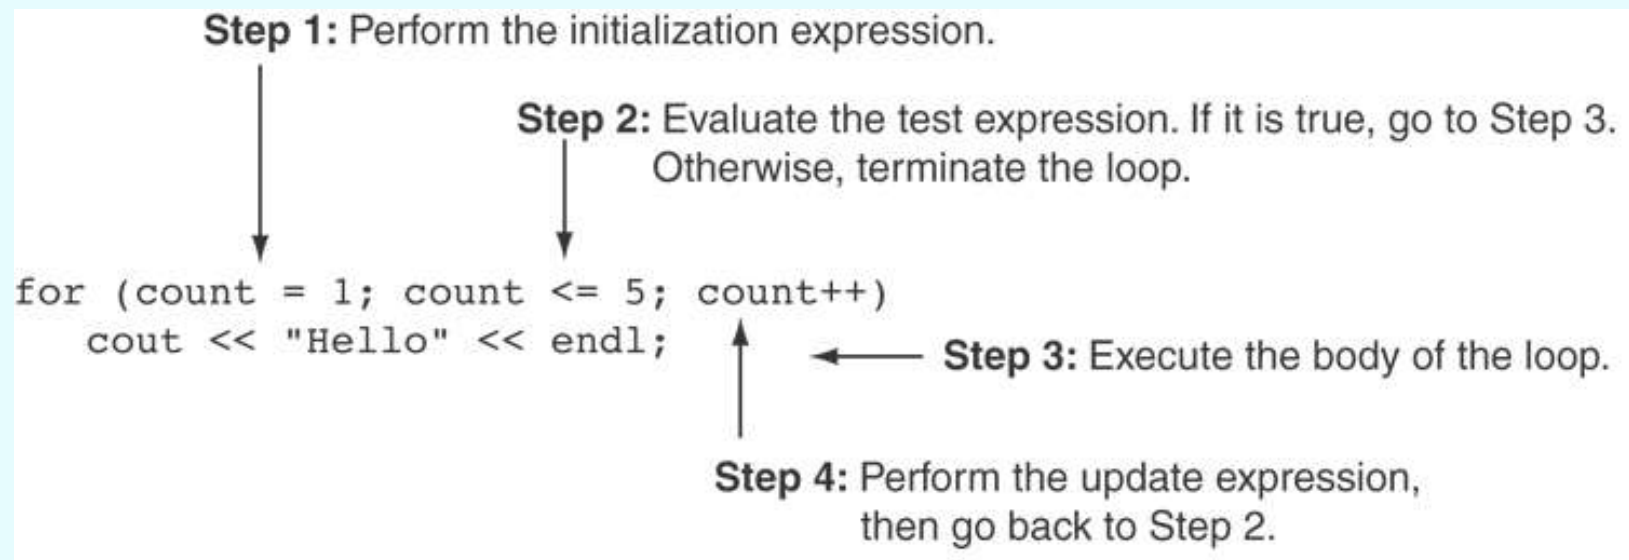 Step 1: Perform the initialization expression.
Step 2: Evaluate the test expression. If it is true, go to Step 3.
Otherwise, terminate the loop.
for (count = 1; count <= 5; count++)
cout << "Hello" << endl;
Step 3: Execute the body of the loop.
Step 4: Perform the update expression,
then go back to Step 2.